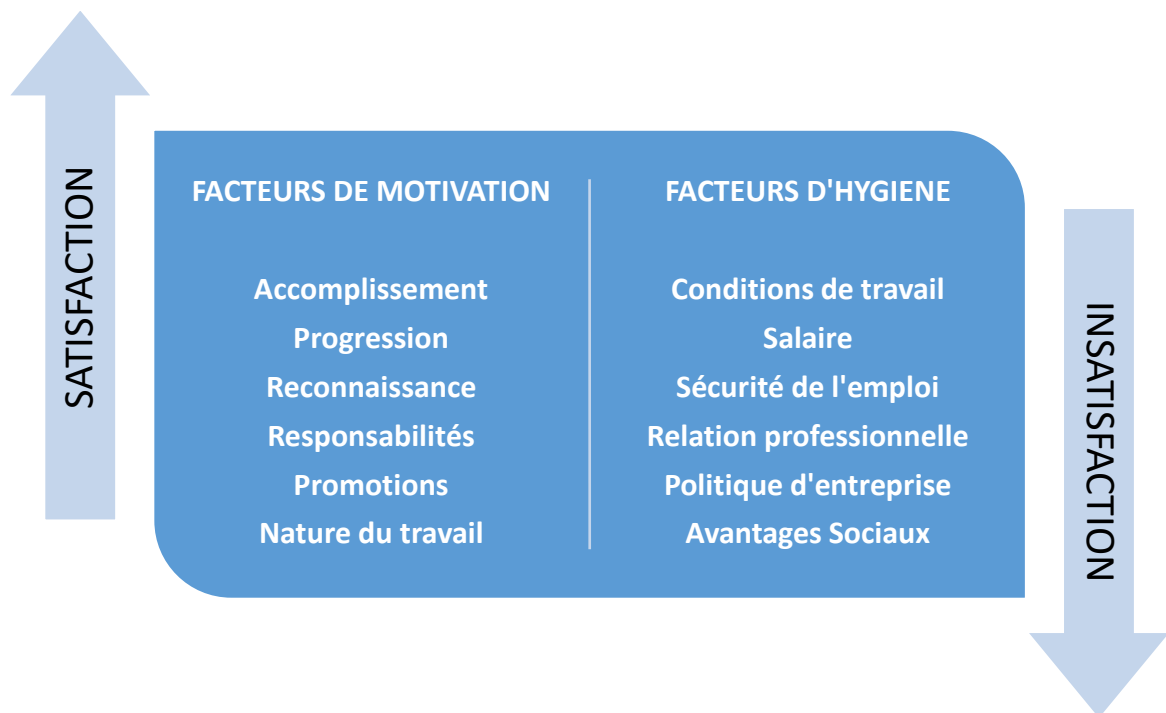 SATISFACTION
FACTEURS DE MOTIVATION
Accomplissement
Progression
Reconnaissance
Responsabilités
Promotions
Nature du travail
FACTEURS D'HYGIENE
Conditions de travail
Salaire
Sécurité de l'emploi
Relation professionnelle
Politique d'entreprise
Avantages Sociaux
INSATISFACTION